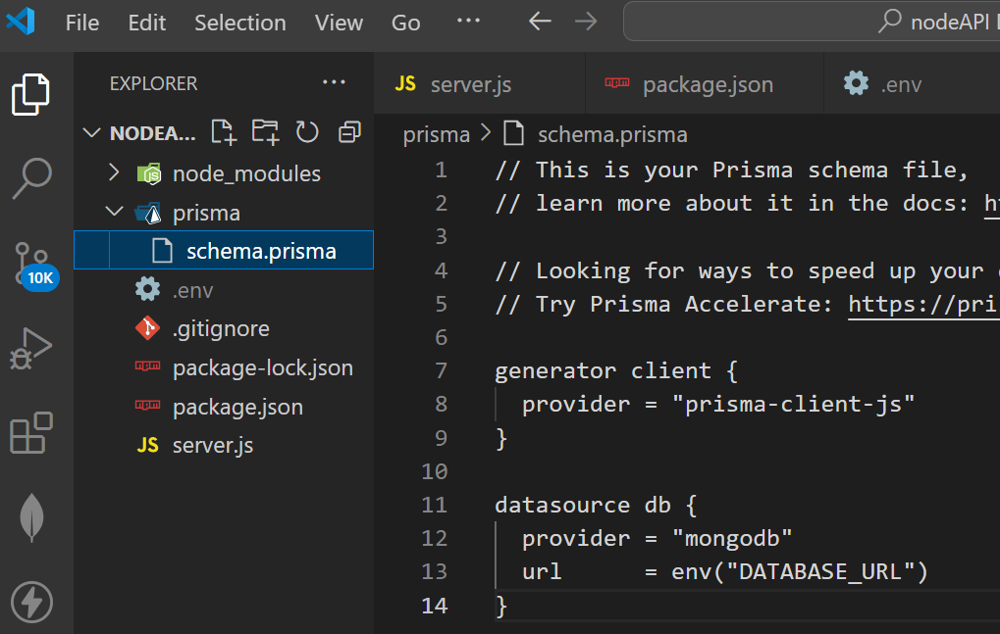 File Edit Selection View Go ···
nodeAPI
EXPLORER ···
NODEA...
node_modules
prisma
schema.prisma
.env
.gitignore
package-lock.json
package.json
JS server.js
10K
JS server.js
package.json
.env
prisma > schema.prisma
1 // This is your Prisma schema file,
2 // learn more about it in the docs:
3
4 // Looking for ways to speed up your
5 // Try Prisma Accelerate: https://pri
6
7 generator client {
8 provider = "prisma-client-js"
9 }
10
11 datasource db {
12 provider = "mongodb"
13 url = env("DATABASE_URL")
14 }